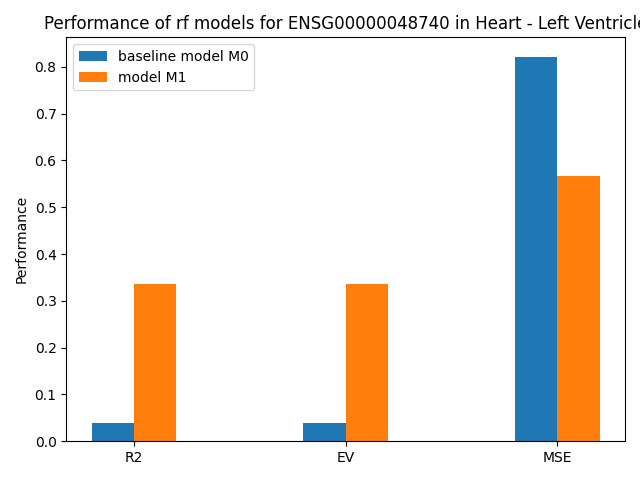 Performance of rf models for ENSG00000048740 in Heart - Left Ventricle
baseline model M0
model M1
Performance
0.8
0.7
0.6
0.5
0.4
0.3
0.2
0.1
0.0
R2 EV MSE